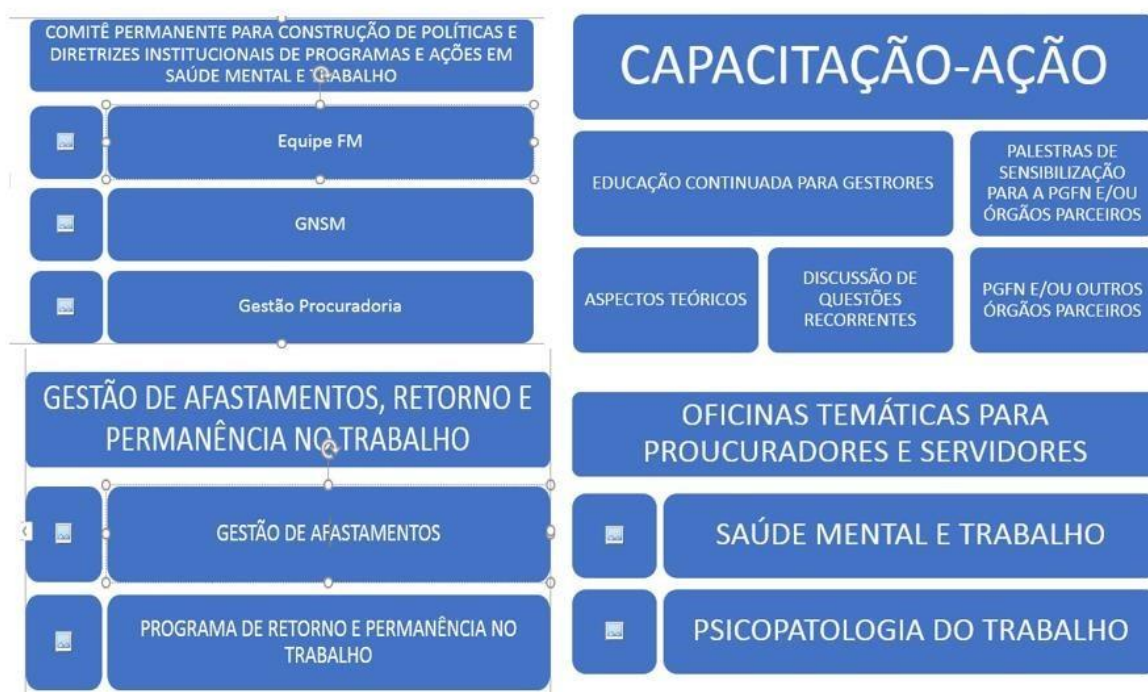 COMITÊ PERMANENTE PARA CONSTRUÇÃO DE POLÍTICAS E
DIRETRIZES INSTITUCIONAIS DE PROGRAMAS E AÇÕES EM
SAÚDE MENTAL E TRABALHO
Equipe FM
GNSM
Gestão Procuradoria
CAPACITAÇÃO-AÇÃO
EDUCAÇÃO CONTINUADA PARA GESTRORES
PALESTRAS DE
SENSIBILIZAÇÃO
PARA A PGFN E/OU
ÓRGÃOS PARCEIROS
ASPECTOS TEÓRICOS
DISCUSSÃO DE
QUESTÕES
RECORRENTES
PGFN E/OU OUTROS
ÓRGÃOS PARCEIROS
GESTÃO DE AFASTAMENTOS, RETORNO E
PERMANÊNCIA NO TRABALHO
GESTÃO DE AFASTAMENTOS
PROGRAMA DE RETORNO E PERMANÊNCIA NO
TRABALHO
OFICINAS TEMÁTICAS PARA
PROUCURADORES E SERVIDORES
SAÚDE MENTAL E TRABALHO
PSICOPATOLOGIA DO TRABALHO